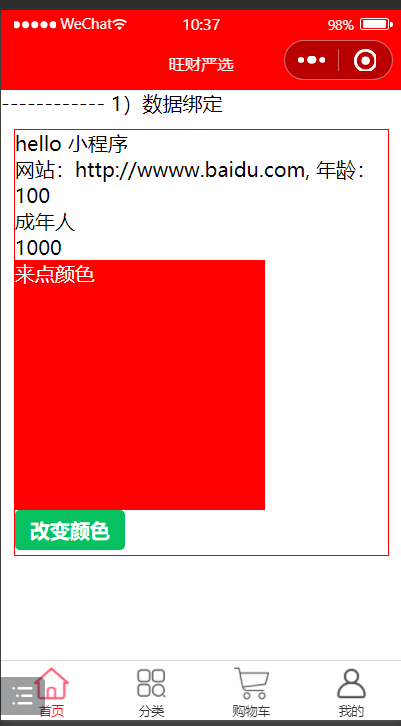 WeChat 10:37 98%
旺财严选
------------ 1）数据绑定
hello 小程序
网站：http://wwww.baidu.com, 年龄：
100
成年人
1000
来点颜色
改变颜色
首页 分类 购物车 我的